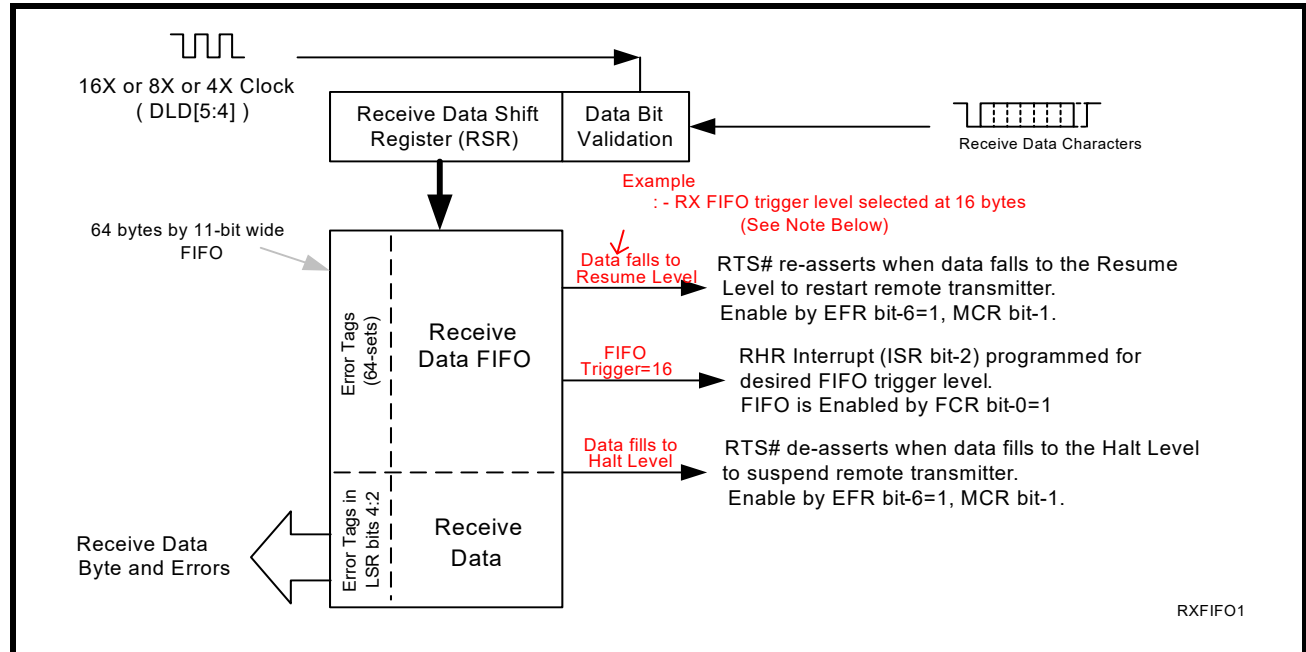 16X or 8X or 4X Clock
( DLD[5:4] )
Receive Data Shift
Register (RSR)
Data Bit
Validation
Receive Data Characters
Example
: - RX FIFO trigger level selected at 16 bytes
(See Note Below)
64 bytes by 11-bit wide
FIFO
Error Tags
(64-sets)
Receive
Data FIFO
Data falls to
Resume Level
RTS# re-asserts when data falls to the Resume
Level to restart remote transmitter.
Enable by EFR bit-6=1, MCR bit-1.
FIFO
Trigger=16
RHR Interrupt (ISR bit-2) programmed for
desired FIFO trigger level.
FIFO is Enabled by FCR bit-0=1
Data fills to
Halt Level
RTS# de-asserts when data fills to the Halt Level
to suspend remote transmitter.
Enable by EFR bit-6=1, MCR bit-1.
Error Tags in
LSR bits 4:2
Receive
Data
Receive Data
Byte and Errors
RXFIFO1